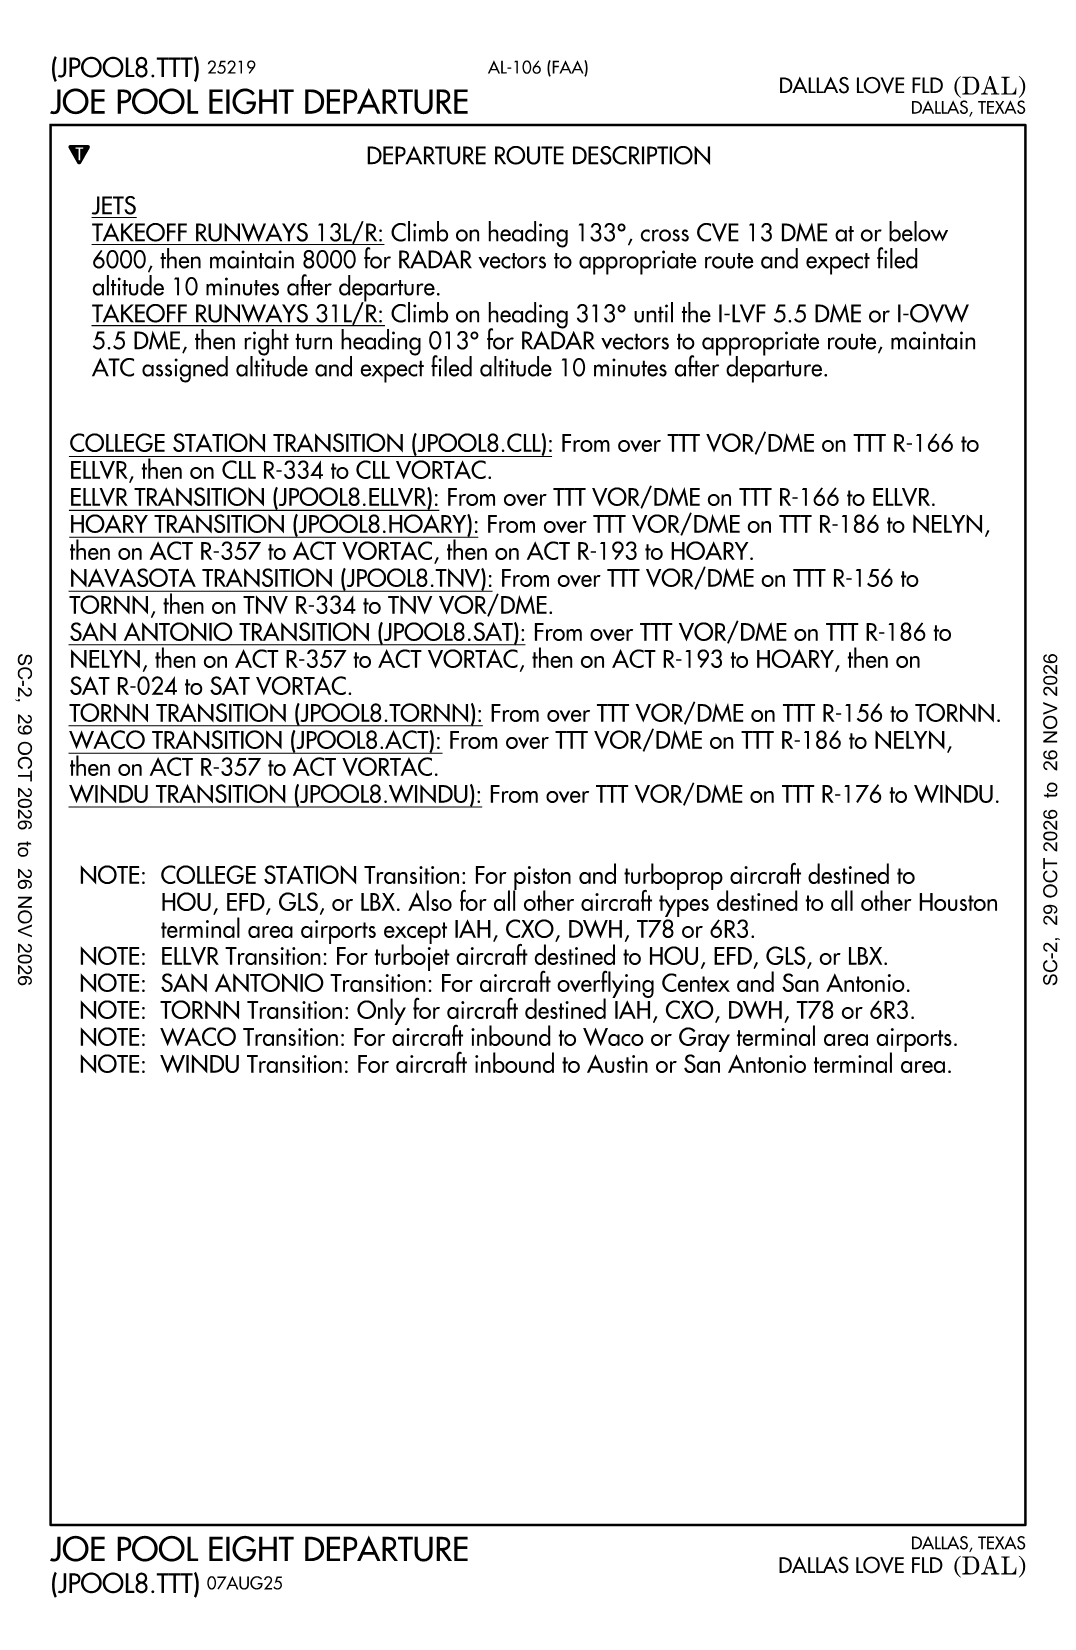 (JPOOL8.TTT) 25219
AL-106 (FAA)
DALLAS LOVE FLD (DAL)
JOE POOL EIGHT DEPARTURE
DALLAS, TEXAS
T
DEPARTURE ROUTE DESCRIPTION
JETS
TAKEOFF RUNWAYS 13L/R: Climb on heading 133°, cross CVE 13 DME at or below
6000, then maintain 8000 for RADAR vectors to appropriate route and expect filed
altitude 10 minutes after departure.
TAKEOFF RUNWAYS 31L/R: Climb on heading 313° until the I-LVF 5.5 DME or I-OVW
5.5 DME, then right turn heading 013° for RADAR vectors to appropriate route, maintain
ATC assigned altitude and expect filed altitude 10 minutes after departure.
COLLEGE STATION TRANSITION (JPOOL8.CLL): From over TTT VOR/DME on TTT R-166 to
ELLVR, then on CLL R-334 to CLL VORTAC.
ELLVR TRANSITION (JPOOL8.ELLVR): From over TTT VOR/DME on TTT R-166 to ELLVR.
HOARY TRANSITION (JPOOL8.HOARY): From over TTT VOR/DME on TTT R-186 to NELYN,
then on ACT R-357 to ACT VORTAC, then on ACT R-193 to HOARY.
NAVASOTA TRANSITION (JPOOL8.TNV): From over TTT VOR/DME on TTT R-156 to
TORNN, then on TNV R-334 to TNV VOR/DME.
SAN ANTONIO TRANSITION (JPOOL8.SAT): From over TTT VOR/DME on TTT R-186 to
NELYN, then on ACT R-357 to ACT VORTAC, then on ACT R-193 to HOARY, then on
SAT R-024 to SAT VORTAC.
TORNN TRANSITION (JPOOL8.TORNN): From over TTT VOR/DME on TTT R-156 to TORNN.
WACO TRANSITION (JPOOL8.ACT): From over TTT VOR/DME on TTT R-186 to NELYN,
then on ACT R-357 to ACT VORTAC.
WINDU TRANSITION (JPOOL8.WINDU): From over TTT VOR/DME on TTT R-176 to WINDU.
NOTE: COLLEGE STATION Transition: For piston and turboprop aircraft destined to
HOU, EFD, GLS, or LBX. Also for all other aircraft types destined to all other Houston
terminal area airports except IAH, CXO, DWH, T78 or 6R3.
NOTE: ELLVR Transition: For turbojet aircraft destined to HOU, EFD, GLS, or LBX.
NOTE: SAN ANTONIO Transition: For aircraft overflying Centex and San Antonio.
NOTE: TORNN Transition: Only for aircraft destined IAH, CXO, DWH, T78 or 6R3.
NOTE: WACO Transition: For aircraft inbound to Waco or Gray terminal area airports.
NOTE: WINDU Transition: For aircraft inbound to Austin or San Antonio terminal area.
SC-2, 29 OCT 2026 to 26 NOV 2026
SC-2, 29 OCT 2026 to 26 NOV 2026
JOE POOL EIGHT DEPARTURE
DALLAS, TEXAS
(JPOOL8.TTT) 07AUG25
DALLAS LOVE FLD (DAL)